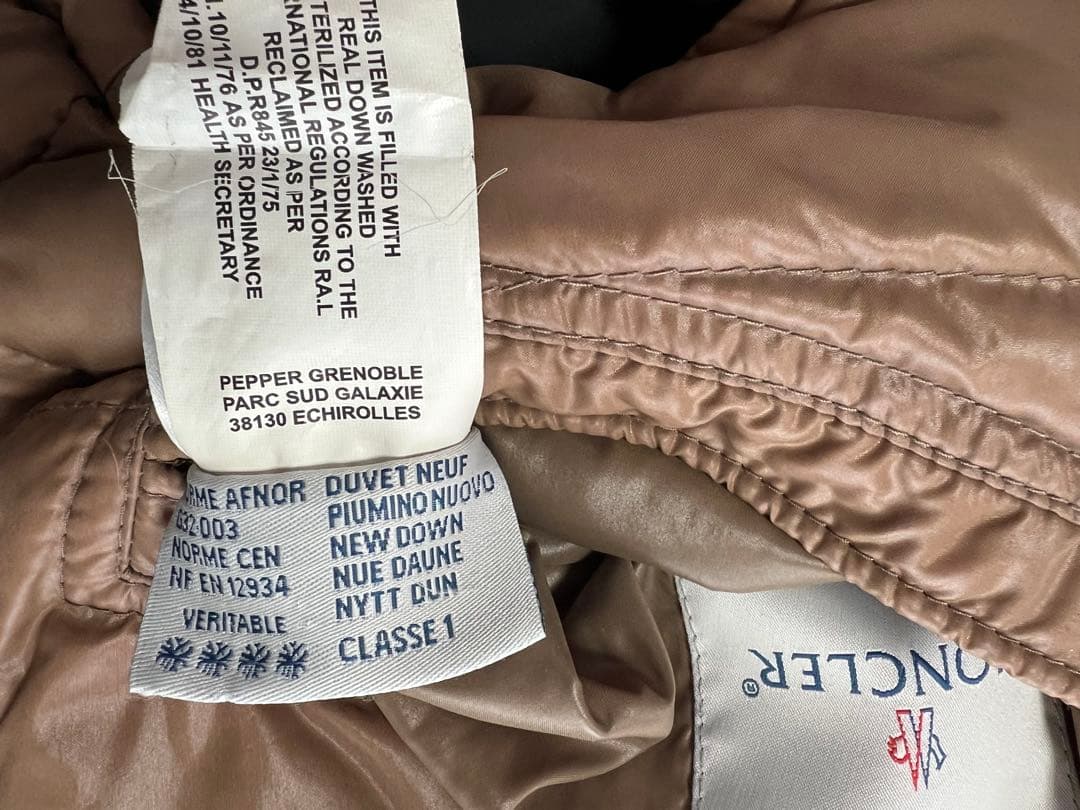 THIS ITEM IS FILLED WITH
REAL DOWN WASHED
TERILIZED ACCORDING TO THE
RNATIONAL REGULATIONS RA.L
RECLAIMED AS PER
D.P.R845 23/1/75
.10/11/76 AS PER ORDINANCE
4/10/81 HEALTH SECRETARY
PEPPER GRENOBLE
PARC SUD GALAXIE
38130 ECHIROLLES
RME AFNOR
G32-003
NORME CEN
NF EN 12934
VERITABLE
DUVET NEUF
PIUMINO NUOVO
NEW DOWN
NUE DAUNE
NYTT DUN
CLASSE 1
ONCLER®